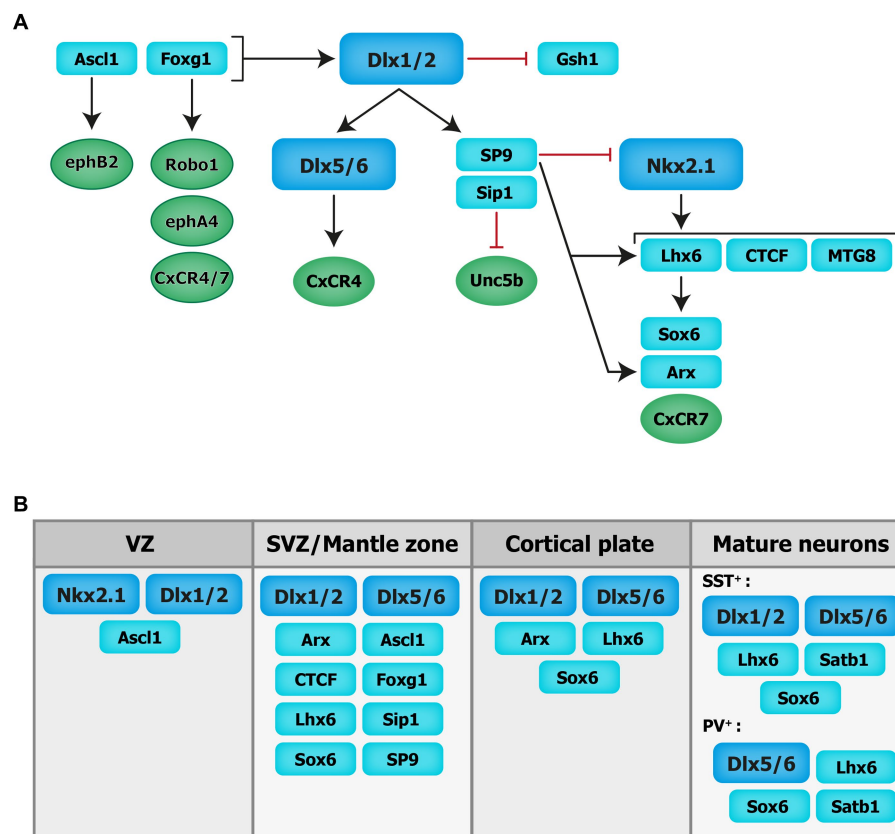 A
Ascl1 Foxg1 Dlx1/2 Gsh1
ephB2 Robo1 Dlx5/6 SP9 Nkx2.1
Sip1
ephA4
Lhx6 CTCF MTG8
CxCR4/7 CxCR4 Unc5b
Sox6
Arx
CxCR7
B
VZ SVZ/Mantle zone Cortical plate Mature neurons
Nkx2.1 Dlx1/2
Ascl1
Dlx1/2 Dlx5/6
Arx Ascl1
CTCF Foxg1
Lhx6 Sip1
Sox6 SP9
Dlx1/2 Dlx5/6
Arx Lhx6
Sox6
SST⁺ :
Dlx1/2 Dlx5/6
Lhx6 Satb1
Sox6
PV⁺ :
Dlx5/6 Lhx6
Sox6 Satb1